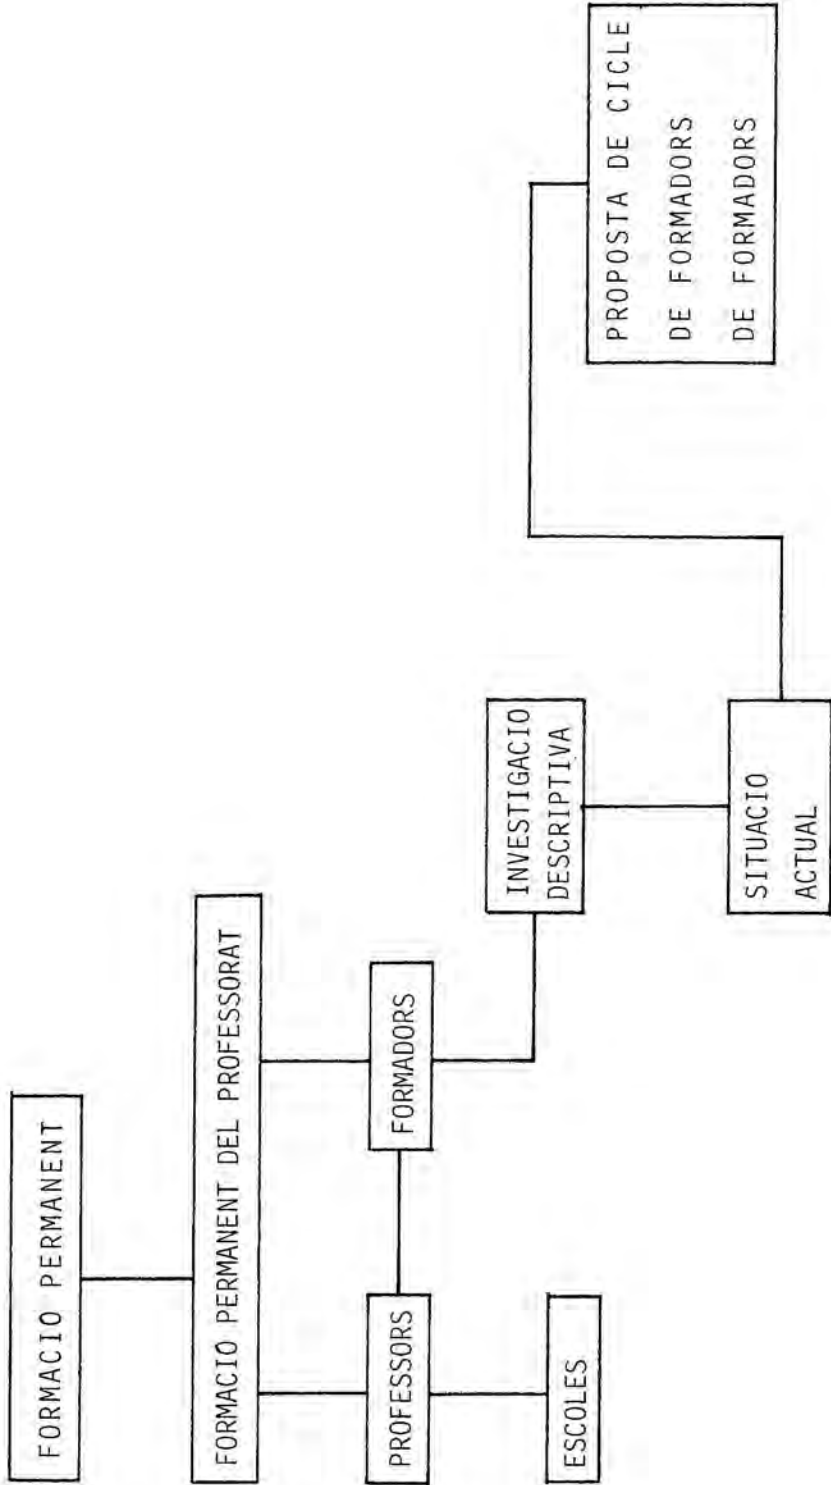 FORMACIO PERMANENT
FORMACIO PERMANENT DEL PROFESSORAT
PROFESSORS
FORMADORS
ESCOLES
INVESTIGACIO
DESCRIPTIVA
SITUACIO
ACTUAL
PROPOSTA DE CICLE
DE FORMADORS
DE FORMADORS